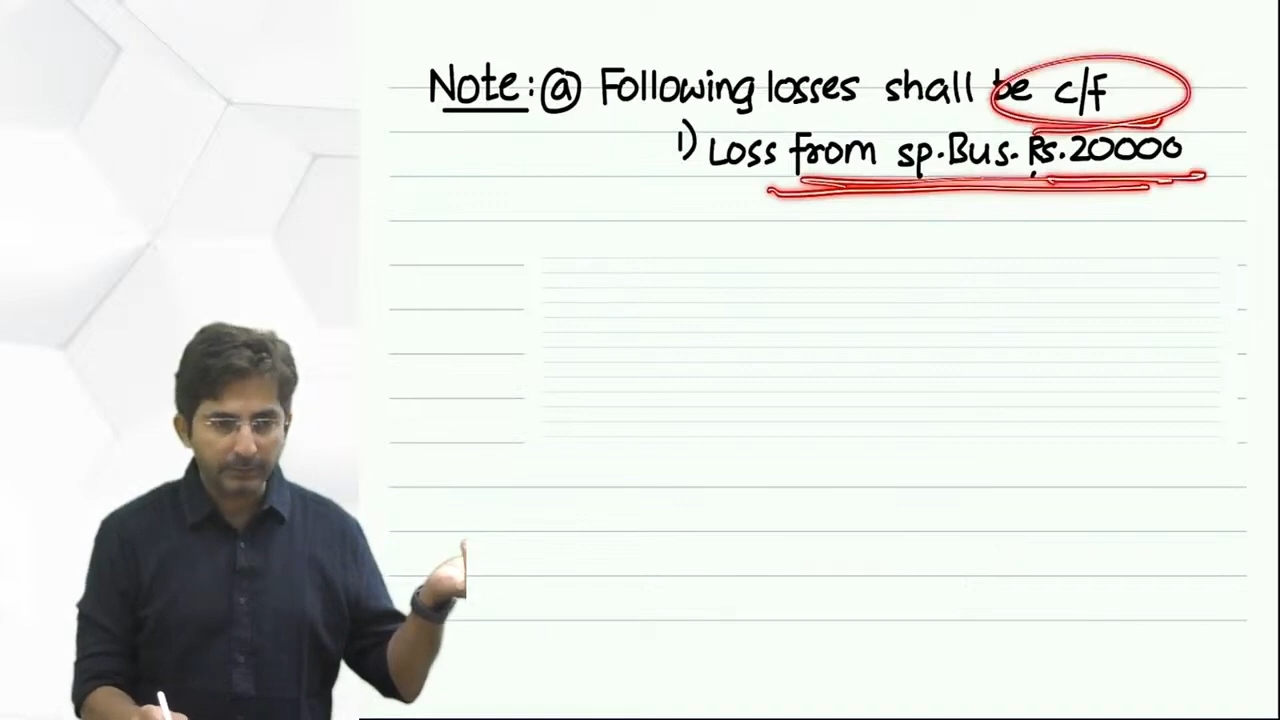 Note: ⓐ Following losses shall be c/f
1) Loss from sp. Bus. Rs. 20000